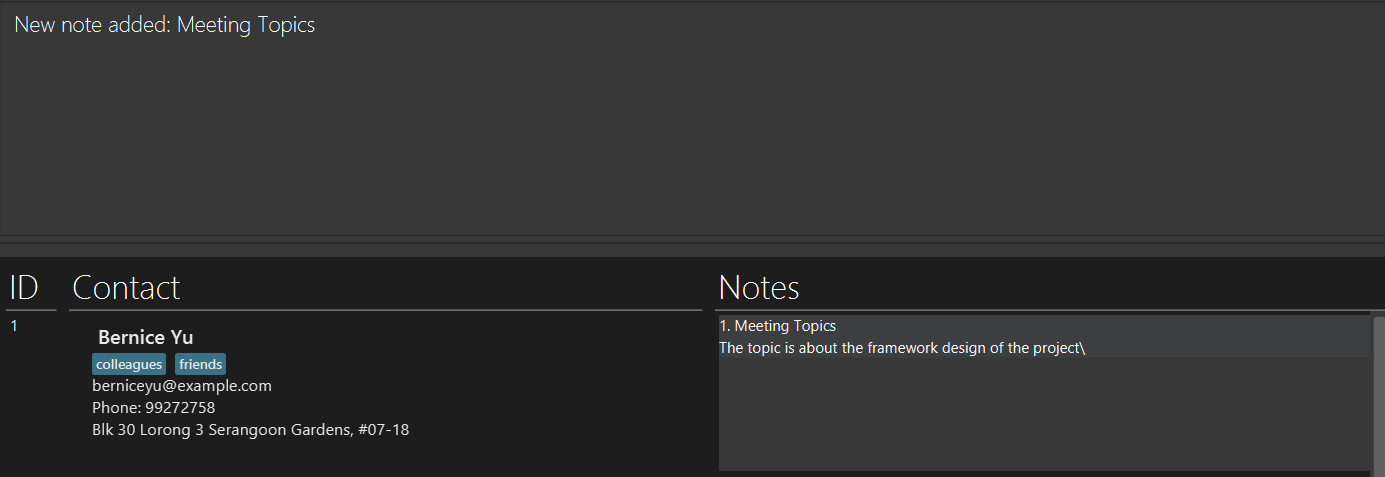 New note added: Meeting Topics
ID Contact Notes
1
Bernice Yu
colleagues friends
berniceyu@example.com
Phone: 99272758
Blk 30 Lorong 3 Serangoon Gardens, #07-18
1. Meeting Topics
The topic is about the framework design of the project\